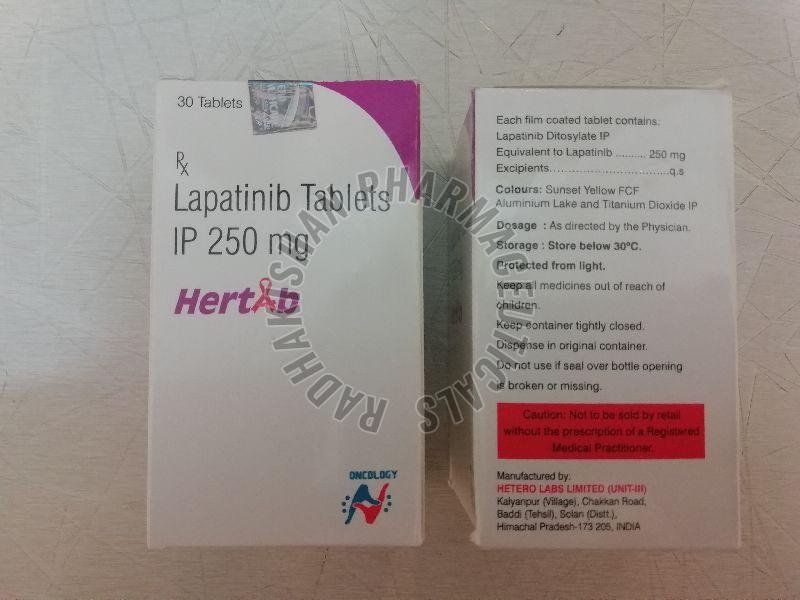 30 Tablets
Rx
Lapatinib Tablets
IP 250 mg
Hertab
ONCOLOGY
Each film coated tablet contains:
Lapatinib Ditosylate IP
Equivalent to Lapatinib .......... 250 mg
Excipients..................................q.s
Colours: Sunset Yellow FCF
Aluminium Lake and Titanium Dioxide IP
Dosage : As directed by the Physician.
Storage : Store below 30°C.
Protected from light.
Keep all medicines out of reach of
children.
Keep container tightly closed.
Dispense in original container.
Do not use if seal over bottle opening
is broken or missing.
Caution: Not to be sold by retail
without the prescription of a Registered
Medical Practitioner.
Manufactured by:
HETERO LABS LIMITED (UNIT-III)
Kalyanpur (Village), Chakkan Road,
Baddi (Tehsil), Solan (Distt.),
Himachal Pradesh-173 205, INDIA
RADHAKSHAN PHARMACEUTICALS